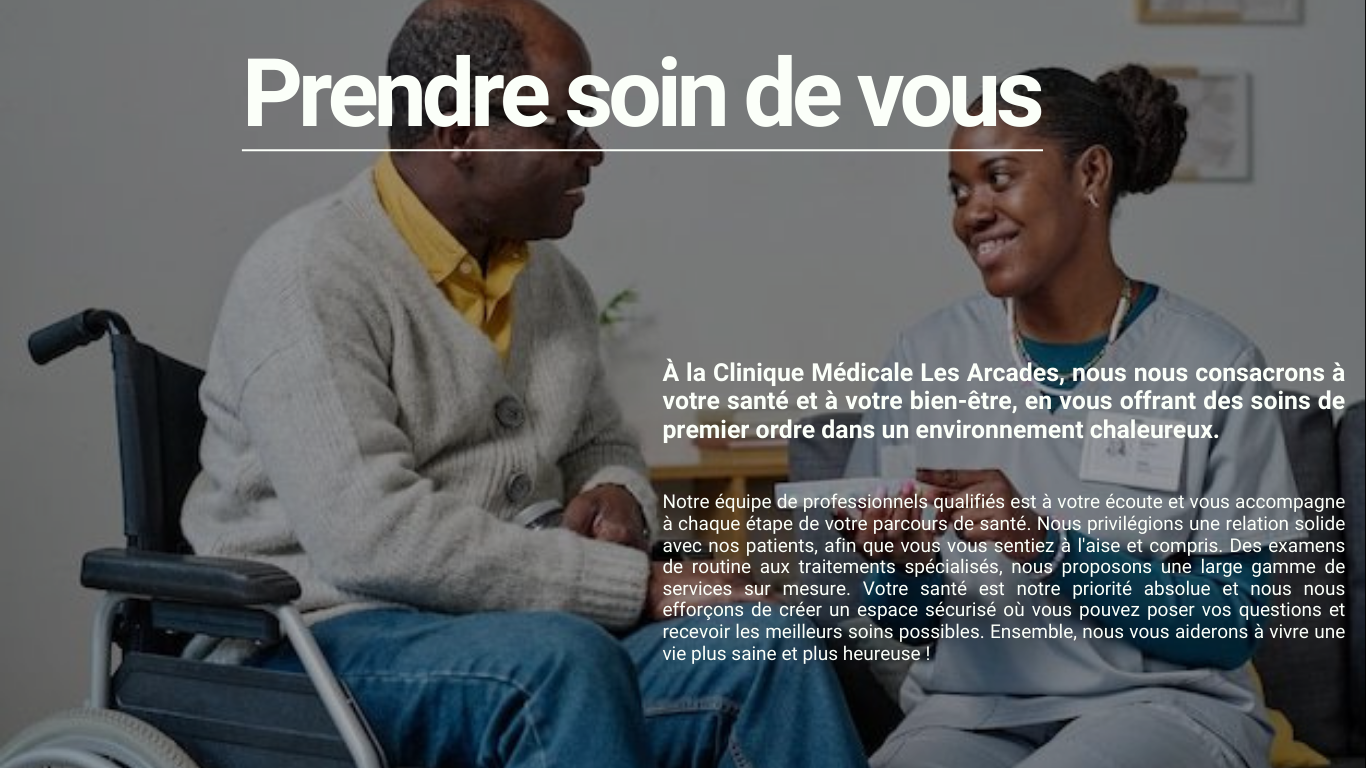 Prendre soin de vous
À la Clinique Médicale Les Arcades, nous nous consacrons à
votre santé et à votre bien-être, en vous offrant des soins de
premier ordre dans un environnement chaleureux.
Notre équipe de professionnels qualifiés est à votre écoute et vous accompagne
à chaque étape de votre parcours de santé. Nous privilégions une relation solide
avec nos patients, afin que vous vous sentiez à l'aise et compris. Des examens
de routine aux traitements spécialisés, nous proposons une large gamme de
services sur mesure. Votre santé est notre priorité absolue et nous nous
efforçons de créer un espace sécurisé où vous pouvez poser vos questions et
recevoir les meilleurs soins possibles. Ensemble, nous vous aiderons à vivre une
vie plus saine et plus heureuse !